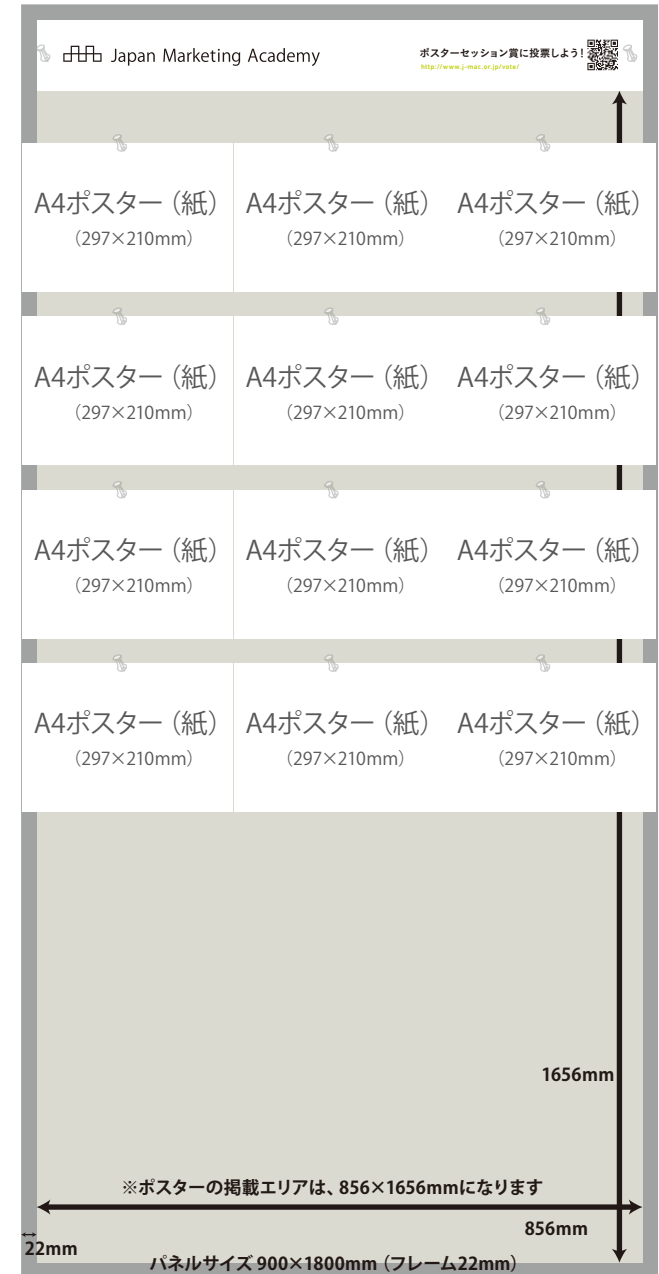 Japan Marketing Academy
ポスターセッション賞に投票しよう!
http://www.j-mac.or.jp/vote/
A4ポスター(紙) A4ポスター(紙) A4ポスター(紙)
(297×210mm) (297×210mm) (297×210mm)
A4ポスター(紙) A4ポスター(紙) A4ポスター(紙)
(297×210mm) (297×210mm) (297×210mm)
A4ポスター(紙) A4ポスター(紙) A4ポスター(紙)
(297×210mm) (297×210mm) (297×210mm)
A4ポスター(紙) A4ポスター(紙) A4ポスター(紙)
(297×210mm) (297×210mm) (297×210mm)
1656mm
※ポスターの掲載エリアは、856×1656mmになります
856mm
22mm
パネルサイズ 900×1800mm(フレーム22mm)